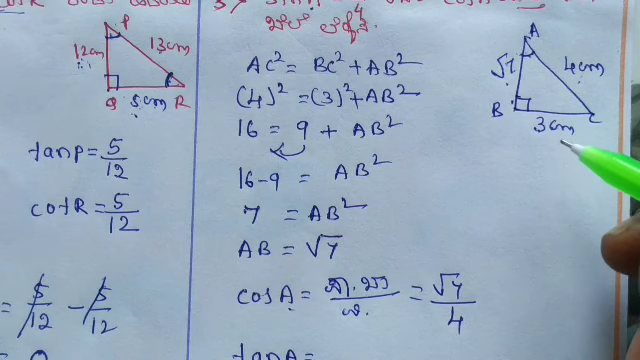 P
12cm 13cm
Q 5cm R
tanP = 5/12
cotR = 5/12
= 5/12 - 5/12
AC² = BC² + AB²
(4)² = (3)² + AB²
16 = 9 + AB²
16-9 = AB²
7 = AB²
AB = √7
cosA = = √7/4
tanA =
A
√7 4cm
B C
3cm